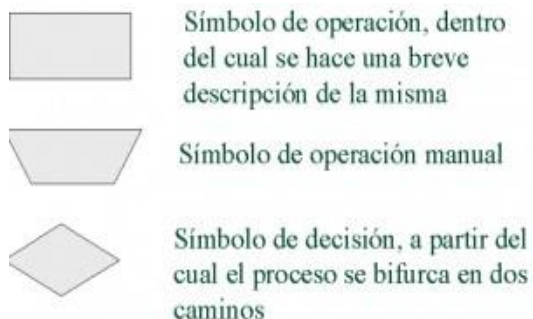 Símbolo de operación, dentro
del cual se hace una breve
descripción de la misma
Símbolo de operación manual
Símbolo de decisión, a partir del
cual el proceso se bifurca en dos
caminos